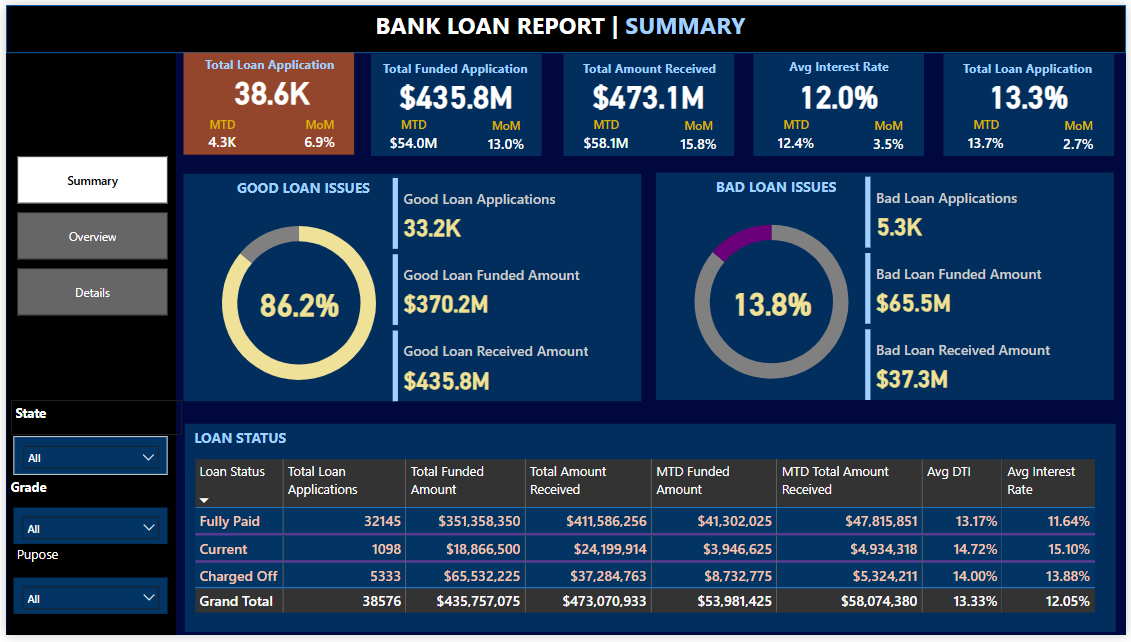 BANK LOAN REPORT | SUMMARY
Total Loan Application
38.6K
MTD MoM
4.3K 6.9%
Total Funded Application
$435.8M
MTD MoM
$54.0M 13.0%
Total Amount Received
$473.1M
MTD MoM
$58.1M 15.8%
Avg Interest Rate
12.0%
MTD MoM
12.4% 3.5%
Total Loan Application
13.3%
MTD MoM
13.7% 2.7%
Summary
Overview
Details
State
All
Grade
All
Pupose
All
GOOD LOAN ISSUES
86.2%
Good Loan Applications
33.2K
Good Loan Funded Amount
$370.2M
Good Loan Received Amount
$435.8M
BAD LOAN ISSUES
13.8%
Bad Loan Applications
5.3K
Bad Loan Funded Amount
$65.5M
Bad Loan Received Amount
$37.3M
LOAN STATUS
Loan Status Total Loan Applications Total Funded Amount Total Amount Received MTD Funded Amount MTD Total Amount Received Avg DTI Avg Interest Rate
Fully Paid 32145 $351,358,350 $411,586,256 $41,302,025 $47,815,851 13.17% 11.64%
Current 1098 $18,866,500 $24,199,914 $3,946,625 $4,934,318 14.72% 15.10%
Charged Off 5333 $65,532,225 $37,284,763 $8,732,775 $5,324,211 14.00% 13.88%
Grand Total 38576 $435,757,075 $473,070,933 $53,981,425 $58,074,380 13.33% 12.05%